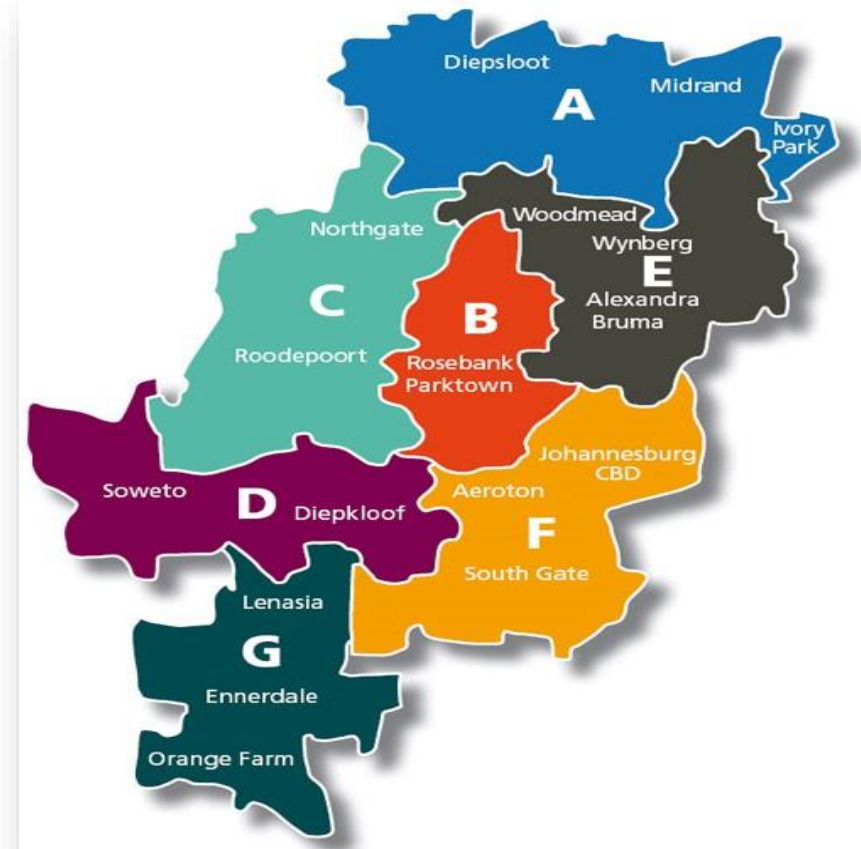 Diepsloot
Midrand
A
Ivory
Park
Woodmead
Northgate
Wynberg
E
C
Alexandra
B
Bruma
Roodepoort
Rosebank
Parktown
Johannesburg
CBD
Soweto
Aeroton
D
Diepkloof
F
South Gate
Lenasia
G
Ennerdale
Orange Farm